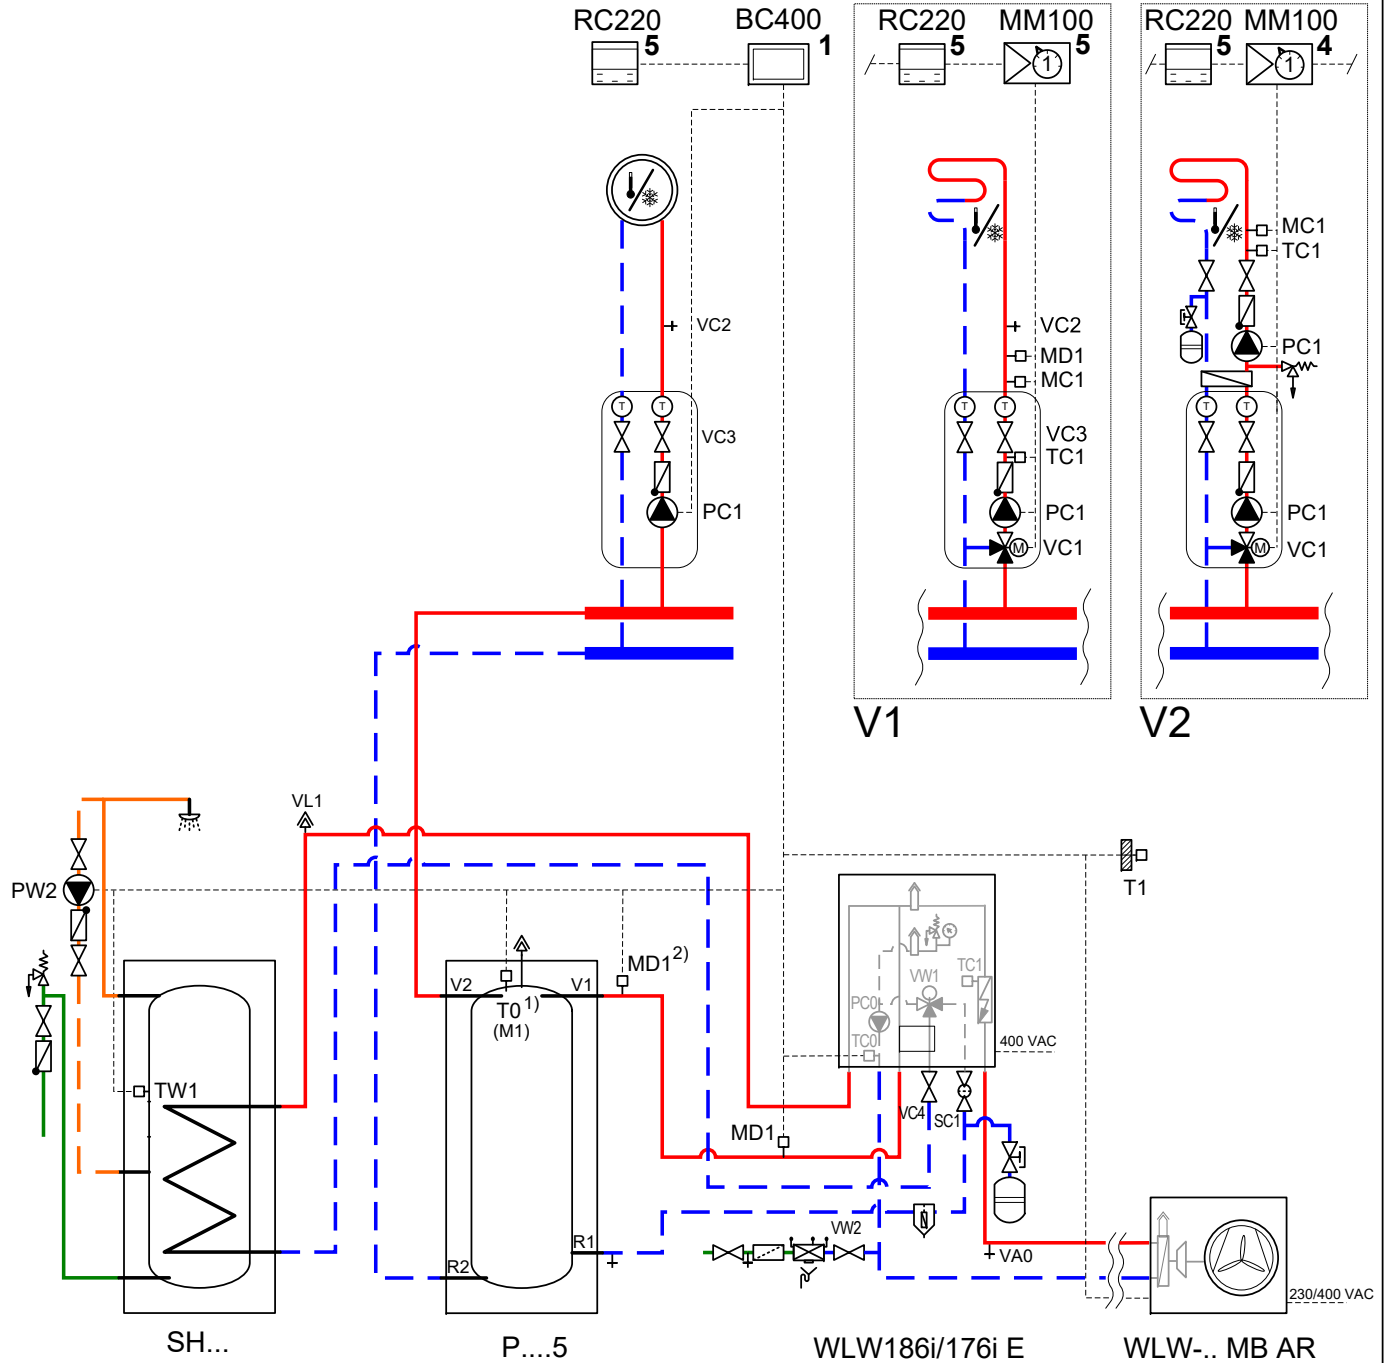 RC220 BC400 RC220 MM100 RC220 MM100
5 1 5 5 5 4
1 1
MC1
TC1
VC2 VC2
MD1
PC1
MC1
T T T T T T
VC3 VC3
TC1
PC1 PC1 PC1
M VC1 M VC1
V1 V2
VL1
PW2
T1
MD1 2)
V2 V1
T0 1)
(M1)
VW1 TC1
PC0
TC0
400 VAC
TW1
VC4 SC1
MD1
VW2
R1
R2
VA0
230/400 VAC
SH... P....5 WLW186i/176i E WLW-.. MB AR